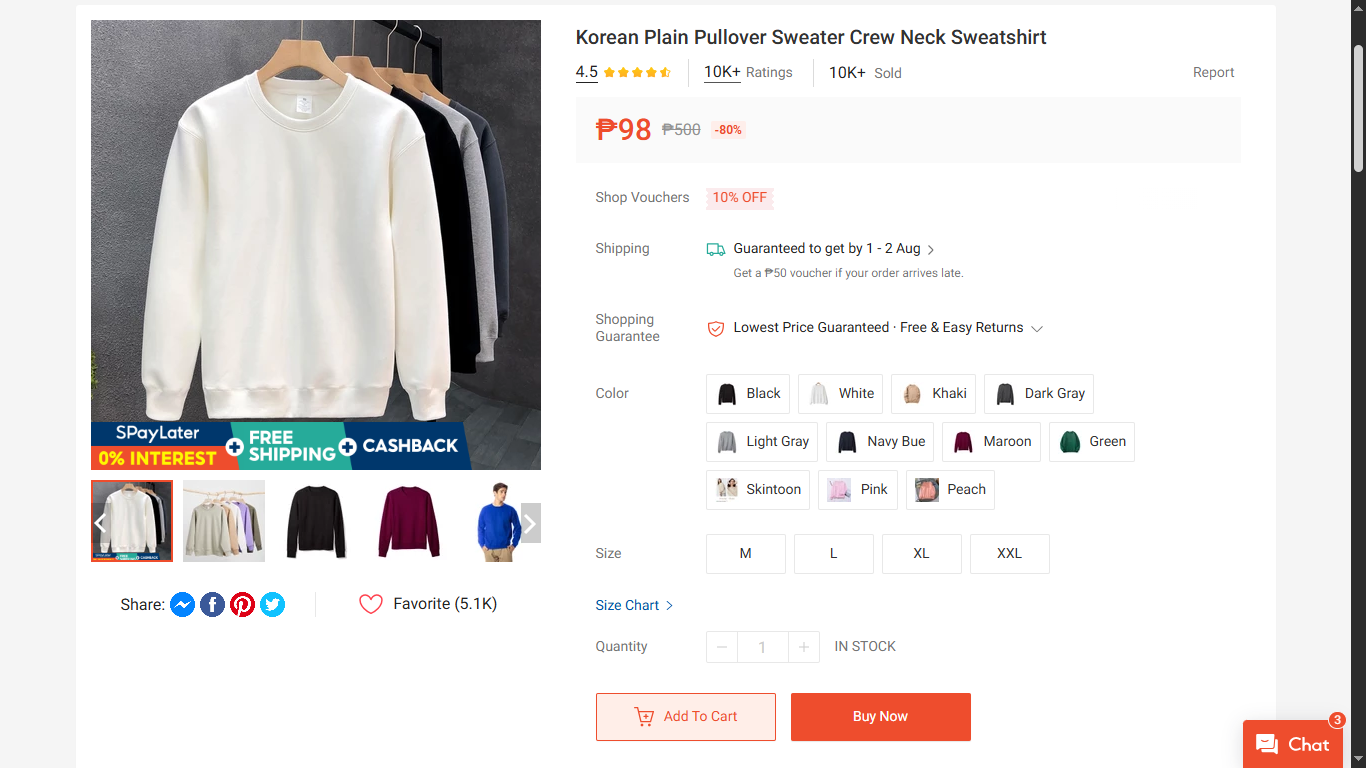 Korean Plain Pullover Sweater Crew Neck Sweatshirt
4.5
10K+ Ratings
10K+ Sold
Report
₱98 ₱500 -80%
Shop Vouchers
10% OFF
Shipping
Guaranteed to get by 1 - 2 Aug
Get a ₱50 voucher if your order arrives late.
Shopping
Guarantee
Lowest Price Guaranteed · Free & Easy Returns
Color
Black
White
Khaki
Dark Gray
Light Gray
Navy Bue
Maroon
Green
Skintoon
Pink
Peach
Size
M
L
XL
XXL
Size Chart
Quantity
1
IN STOCK
Add To Cart
Buy Now
SPayLater
0% INTEREST
FREE
SHIPPING
CASHBACK
Share:
Favorite (5.1K)
3
Chat